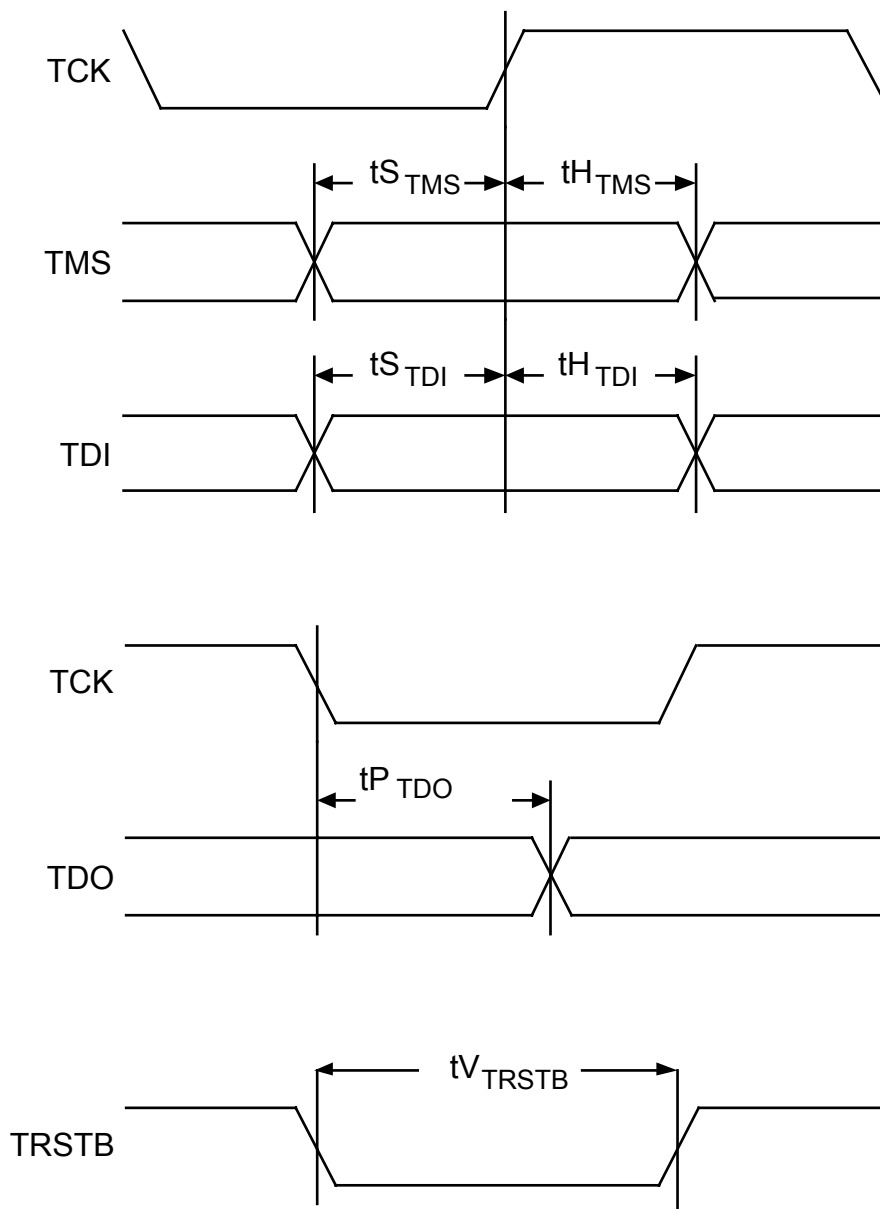 TCK
tS TMS tH TMS
TMS
tS TDI tH TDI
TDI
TCK
tP TDO
TDO
tV TRSTB
TRSTB